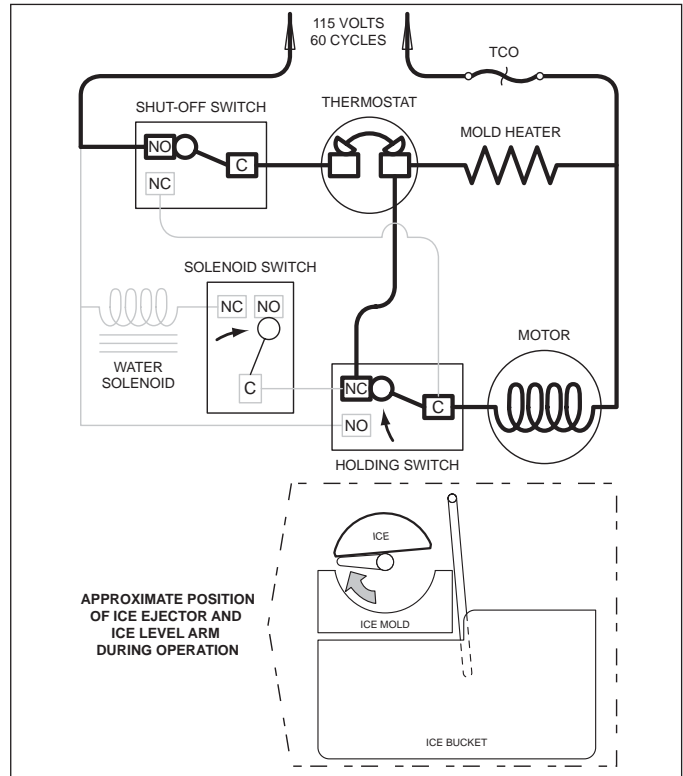 115 VOLTS
60 CYCLES
TCO
SHUT-OFF SWITCH
THERMOSTAT
MOLD HEATER
NO
C
NC
SOLENOID SWITCH
NC
NO
MOTOR
WATER
SOLENOID
C
NC
C
NO
HOLDING SWITCH
ICE
APPROXIMATE POSITION
OF ICE EJECTOR AND
ICE LEVEL ARM
DURING OPERATION
ICE MOLD
ICE BUCKET